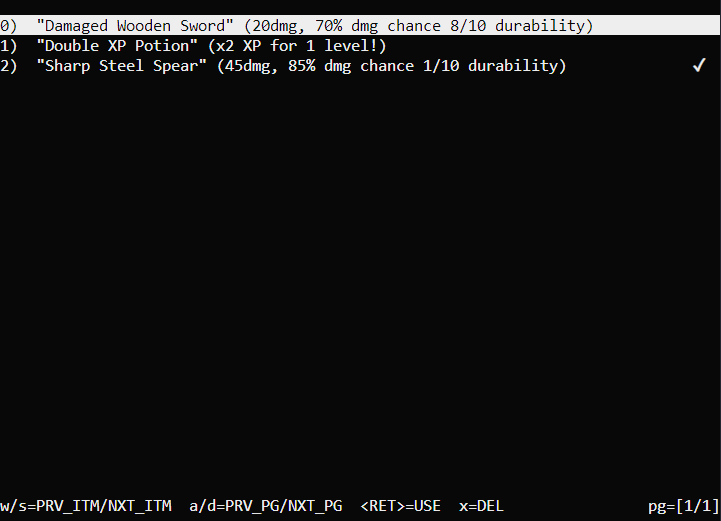 0) "Damaged Wooden Sword" (20dmg, 70% dmg chance 8/10 durability)
1) "Double XP Potion" (x2 XP for 1 level!)
2) "Sharp Steel Spear" (45dmg, 85% dmg chance 1/10 durability) ✓
w/s=PRV_ITM/NXT_ITM a/d=PRV_PG/NXT_PG <RET>=USE x=DEL pg=[1/1]